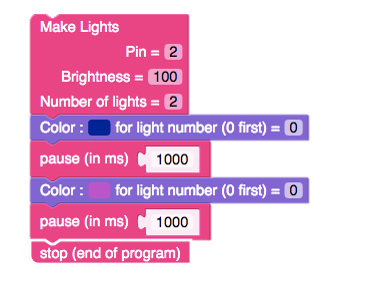 Make Lights
Pin = 2
Brightness = 100
Number of lights = 2
Color : for light number (0 first) = 0
pause (in ms) 1000
Color : for light number (0 first) = 0
pause (in ms) 1000
stop (end of program)